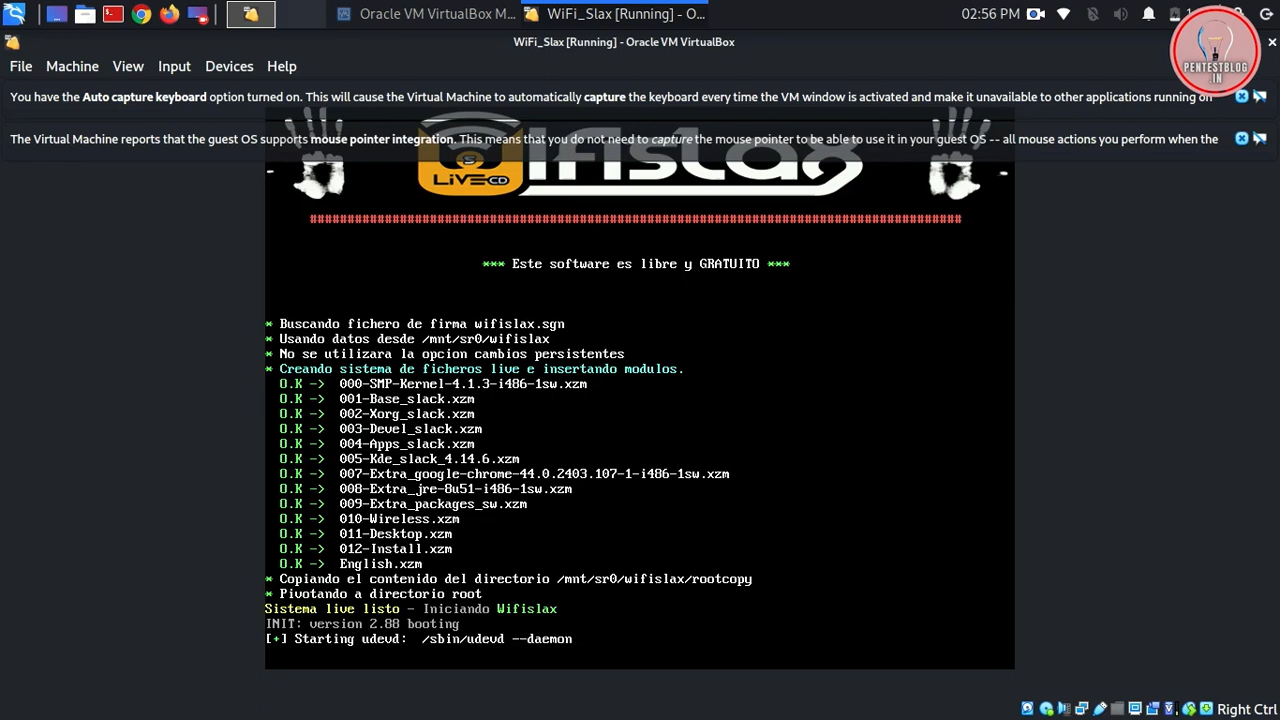 Oracle VM VirtualBox M...
WiFi_Slax [Running] - O...
02:56 PM
WiFi_Slax [Running] - Oracle VM VirtualBox
PENTESTBLOG
.IN
File Machine View Input Devices Help
You have the Auto capture keyboard option turned on. This will cause the Virtual Machine to automatically capture the keyboard every time the VM window is activated and make it unavailable to other applications running on
The Virtual Machine reports that the guest OS supports mouse pointer integration. This means that you do not need to capture the mouse pointer to be able to use it in your guest OS -- all mouse actions you perform when the
wifislax
LiVE CD
#######################################################################################
*** Este software es libre y GRATUITO ***
* Buscando fichero de firma wifislax.sgn
* Usando datos desde /mnt/sr0/wifislax
* No se utilizara la opcion cambios persistentes
* Creando sistema de ficheros live e insertando modulos.
O.K -> 000-SMP-Kernel-4.1.3-i486-1sw.xzm
O.K -> 001-Base_slack.xzm
O.K -> 002-Xorg_slack.xzm
O.K -> 003-Devel_slack.xzm
O.K -> 004-Apps_slack.xzm
O.K -> 005-Kde_slack_4.14.6.xzm
O.K -> 007-Extra_google-chrome-44.0.2403.107-1-i486-1sw.xzm
O.K -> 008-Extra_jre-8u51-i486-1sw.xzm
O.K -> 009-Extra_packages_sw.xzm
O.K -> 010-Wireless.xzm
O.K -> 011-Desktop.xzm
O.K -> 012-Install.xzm
O.K -> English.xzm
* Copiando el contenido del directorio /mnt/sr0/wifislax/rootcopy
* Pivotando a directorio root
Sistema live listo - Iniciando Wifislax
INIT: version 2.88 booting
[+] Starting udevd: /sbin/udevd --daemon
Right Ctrl